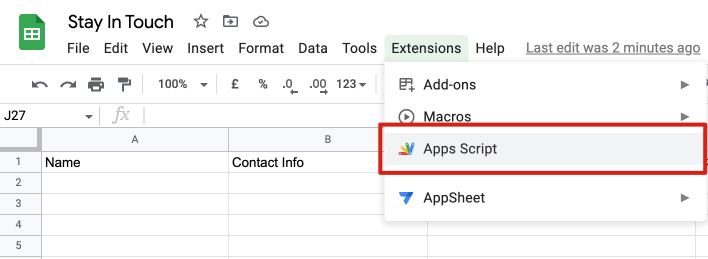 Stay In Touch
File Edit View Insert Format Data Tools Extensions Help Last edit was 2 minutes ago
100% £ % .0 .00 123
Add-ons
Macros
J27 fx
Apps Script
A B
1 Name Contact Info
2
AppSheet
3
4
5